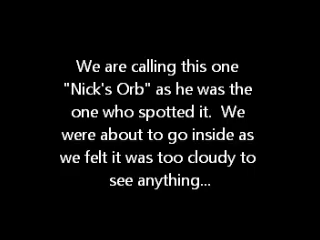 We are calling this one
"Nick's Orb" as he was the
one who spotted it.  We
were about to go inside as
we felt it was too cloudy to
see anything...